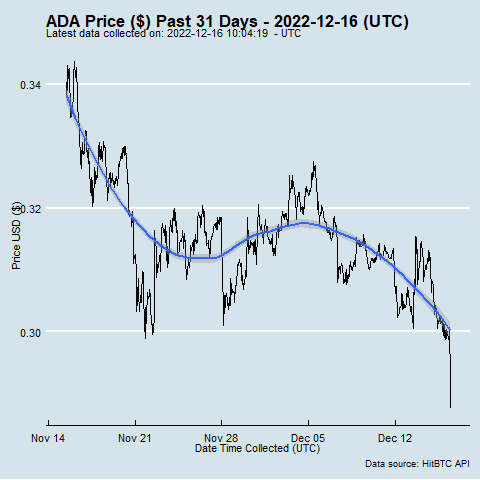 ADA Price ($) Past 31 Days - 2022-12-16 (UTC)
Latest data collected on: 2022-12-16 10:04:19 - UTC
Price USD ($)
0.34
0.32
0.30
Nov 14 Nov 21 Nov 28 Dec 05 Dec 12
Date Time Collected (UTC)
Data source: HitBTC API